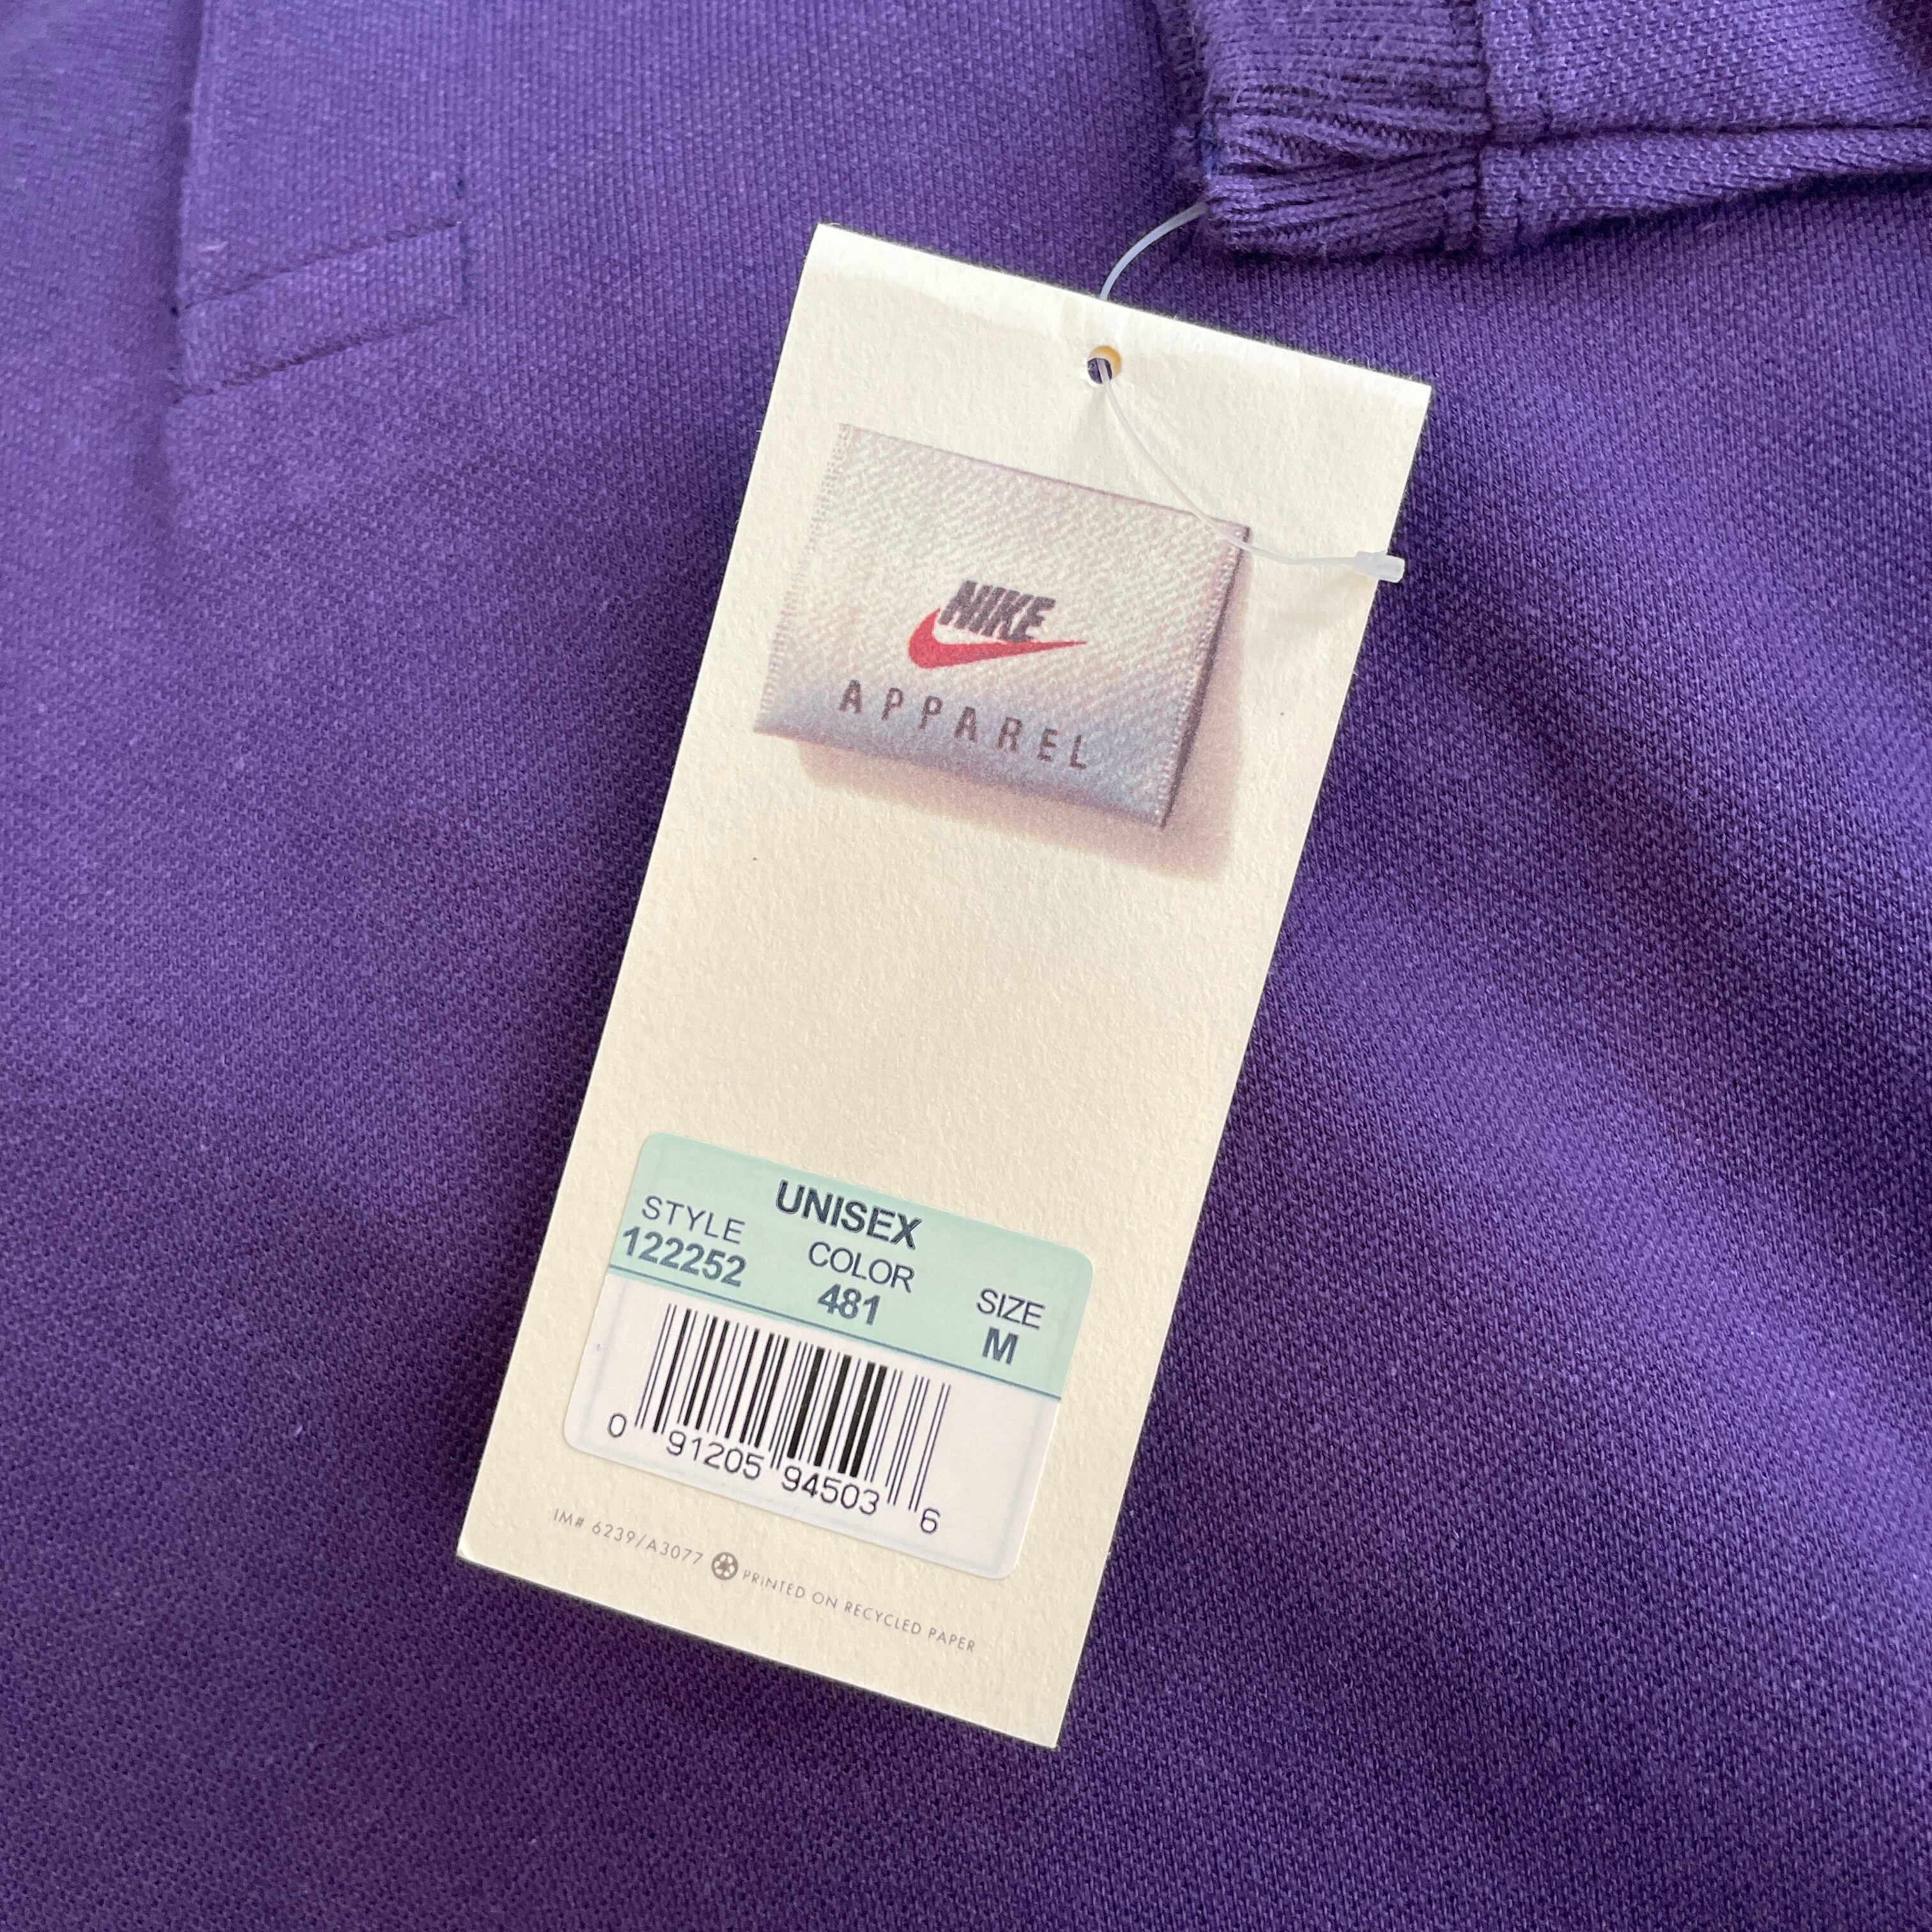 NIKE
APPAREL
UNISEX
STYLE COLOR SIZE
122252 481 M
0 91205 94503 6
IM# 6239/A3077 PRINTED ON RECYCLED PAPER